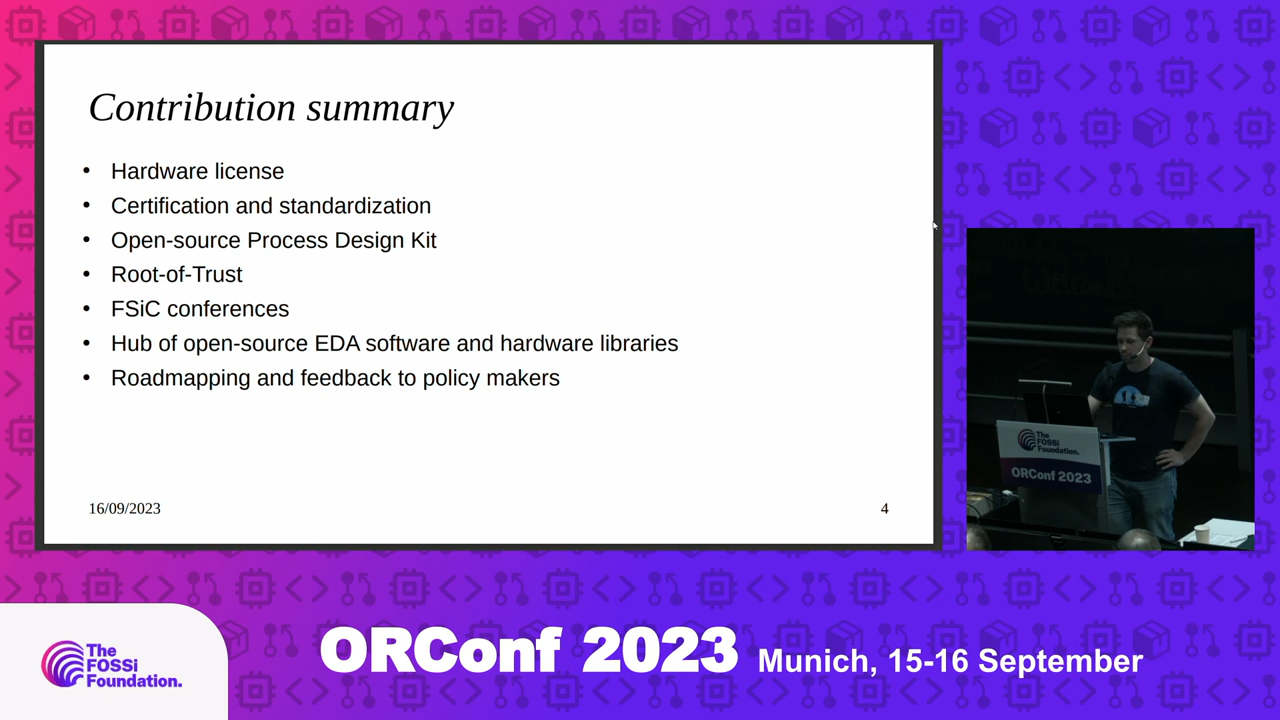 Contribution summary
• Hardware license
• Certification and standardization
• Open-source Process Design Kit
• Root-of-Trust
• FSiC conferences
• Hub of open-source EDA software and hardware libraries
• Roadmapping and feedback to policy makers
16/09/2023
4
The
FOSSi
Foundation.
ORConf 2023
The
FOSSi
Foundation.
ORConf 2023 Munich, 15-16 September